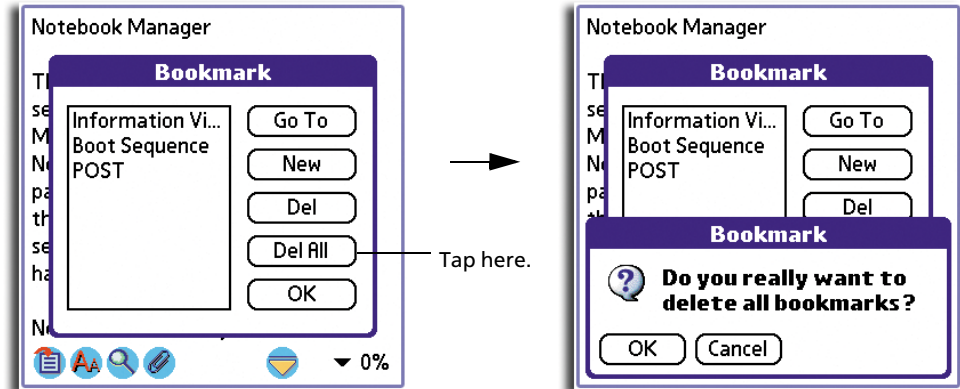 Notebook Manager
Bookmark
Information Vi...
Boot Sequence
POST
Go To
New
Del
Del All
OK
0%
Tap here.
Notebook Manager
Bookmark
Information Vi...
Boot Sequence
POST
Go To
New
Del
Bookmark
Do you really want to
delete all bookmarks?
OK
Cancel